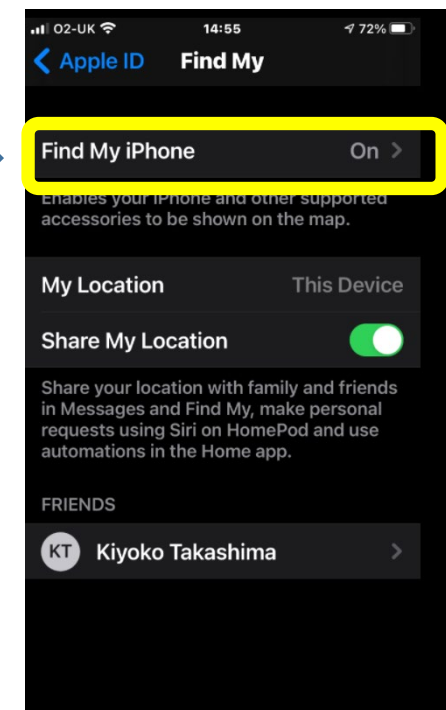 O2-UK 14:55 72%
Apple ID Find My
Find My iPhone On
Enables your iPhone and other supported
accessories to be shown on the map.
My Location This Device
Share My Location
Share your location with family and friends
in Messages and Find My, make personal
requests using Siri on HomePod and use
automations in the Home app.
FRIENDS
KT Kiyoko Takashima